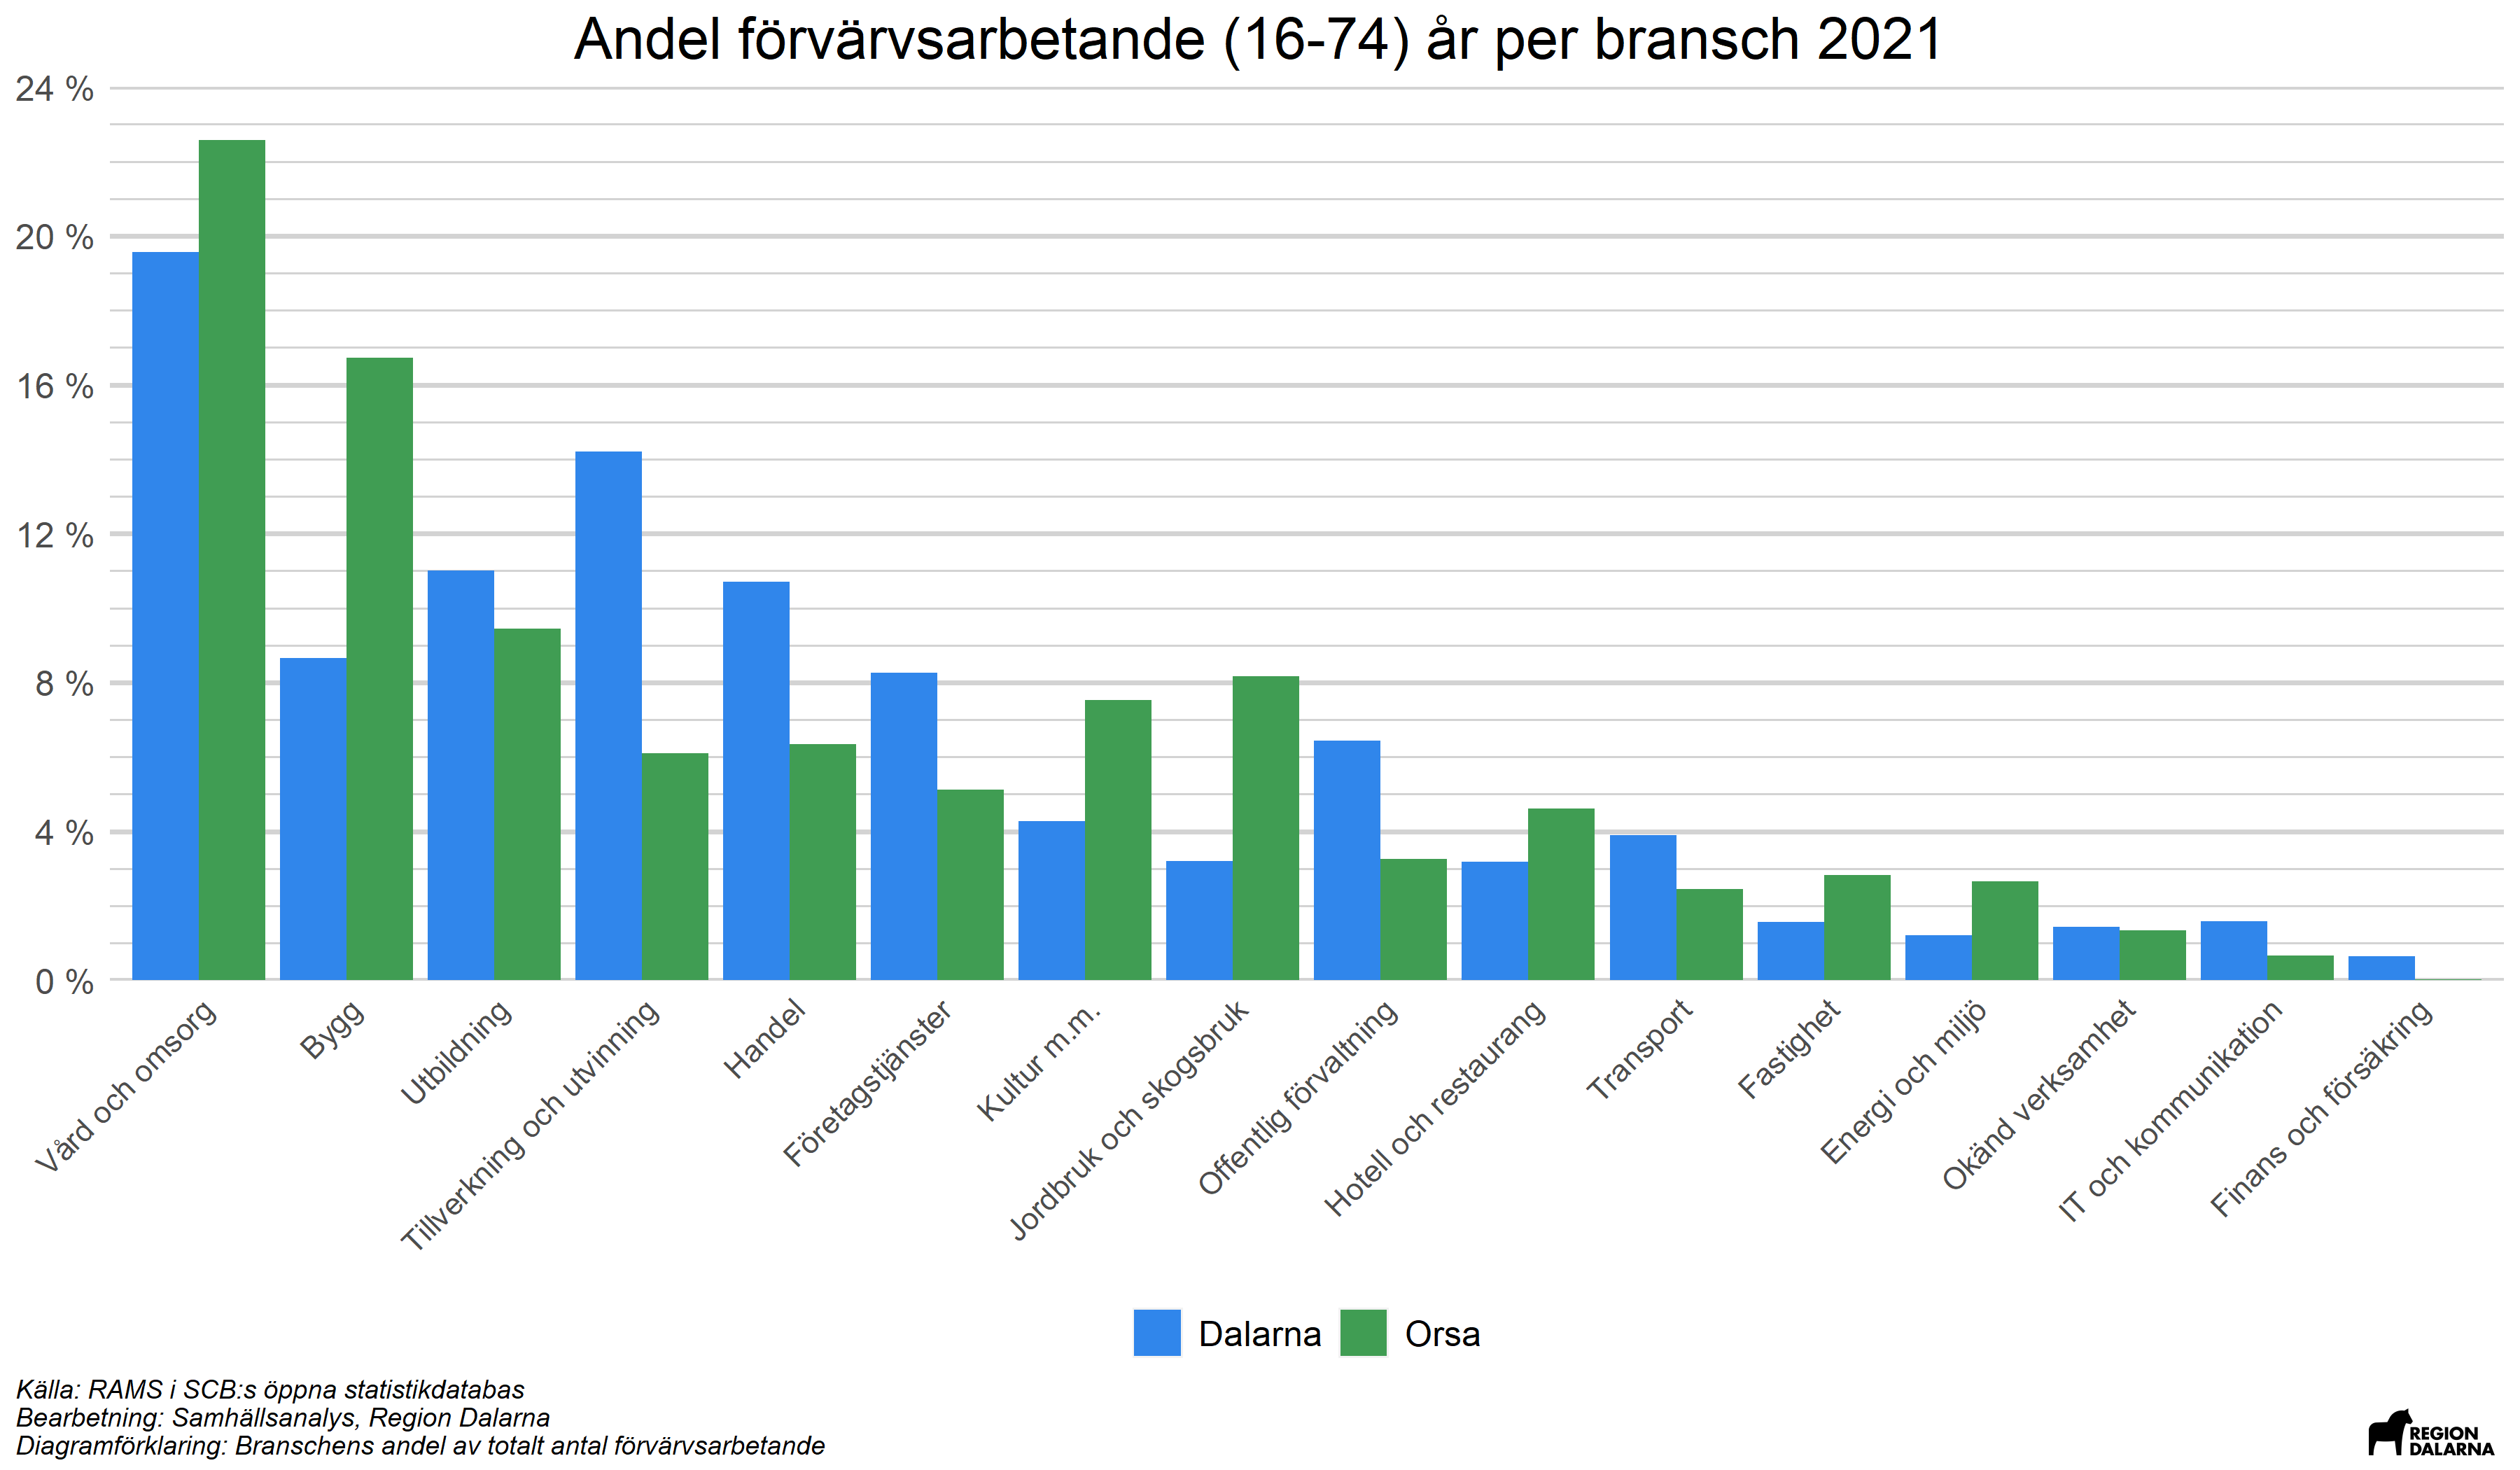 Andel förvärvsarbetande (16-74) år per bransch 2021
24 %
20 %
16 %
12 %
8 %
4 %
0 %
Vård och omsorg
Bygg
Utbildning
Tillverkning och utvinning
Handel
Företagstjänster
Kultur m.m.
Jordbruk och skogsbruk
Offentlig förvaltning
Hotell och restaurang
Transport
Fastighet
Energi och miljö
Okänd verksamhet
IT och kommunikation
Finans och försäkring
Dalarna
Orsa
Källa: RAMS i SCB:s öppna statistikdatabas
Bearbetning: Samhällsanalys, Region Dalarna
Diagramförklaring: Branschens andel av totalt antal förvärvsarbetande
REGION
DALARNA